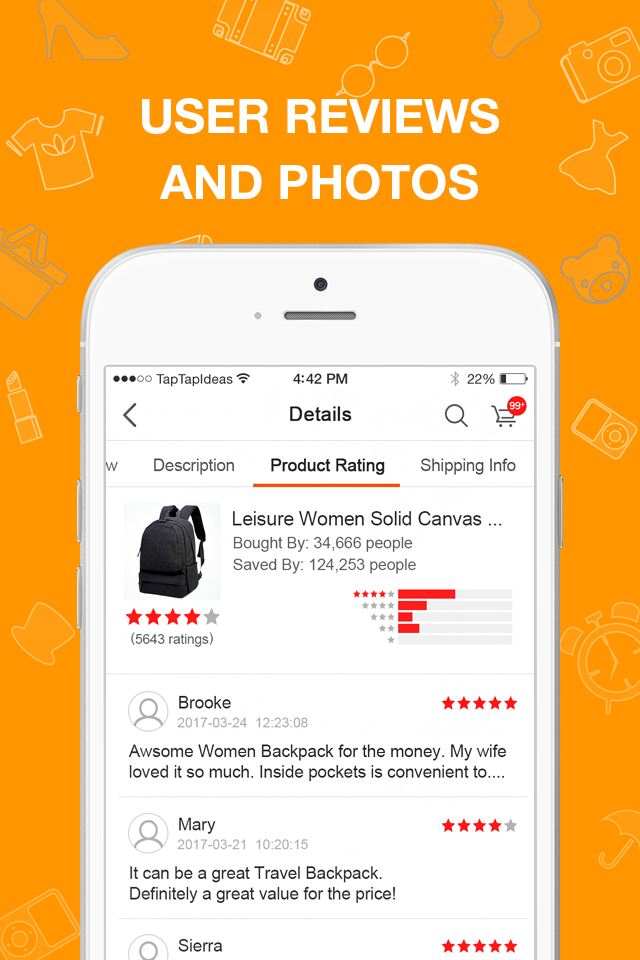 USER REVIEWS
AND PHOTOS
TapTapIdeas 4:42 PM 22%
Details 99+
w Description Product Rating Shipping Info
Leisure Women Solid Canvas ...
Bought By: 34,666 people
Saved By: 124,253 people
(5643 ratings)
Brooke
2017-03-24 12:23:08
Awsome Women Backpack for the money. My wife
loved it so much. Inside pockets is convenient to....
Mary
2017-03-21 10:20:15
It can be a great Travel Backpack.
Definitely a great value for the price!
Sierra